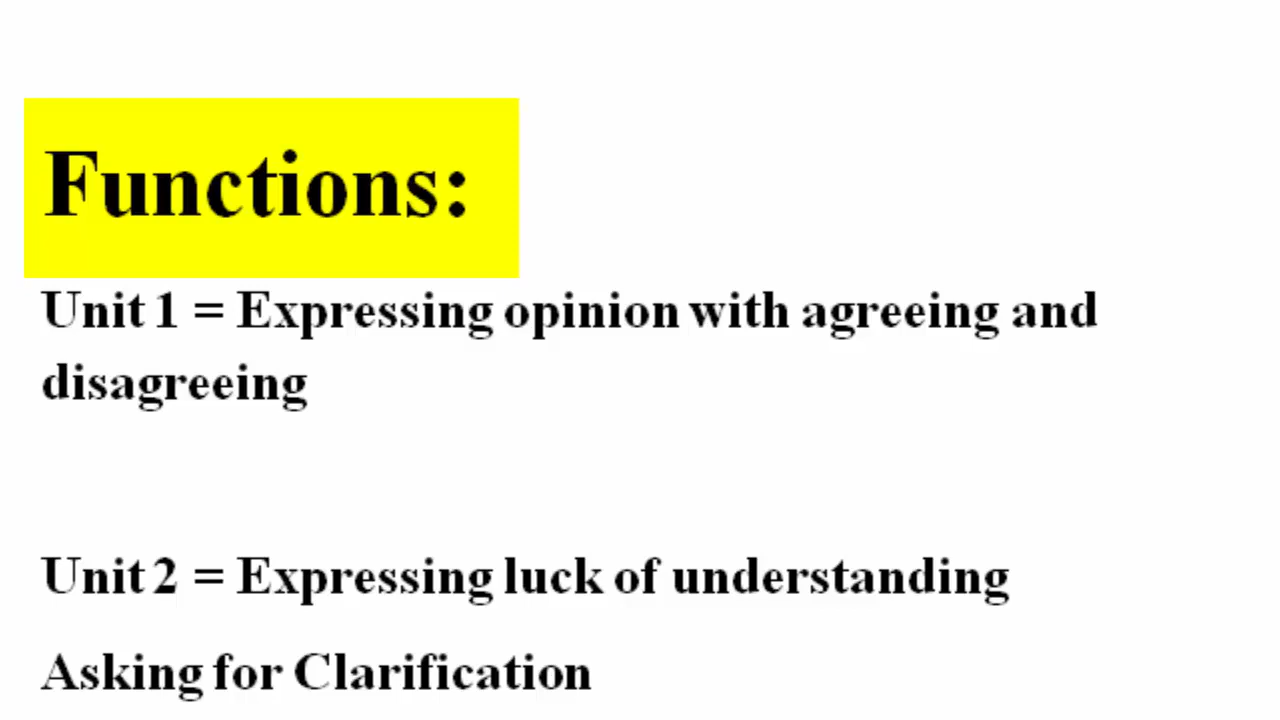 Functions:
Unit 1 = Expressing opinion with agreeing and
disagreeing
Unit 2 = Expressing luck of understanding
Asking for Clarification